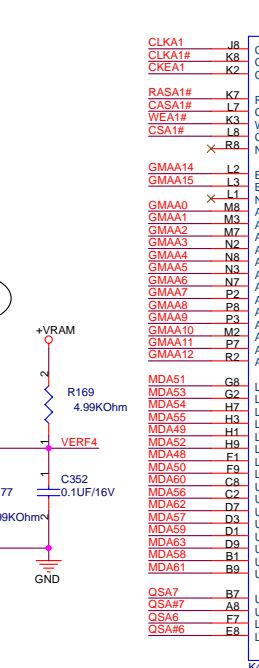 CLKA1 J8
CLKA1# K8
CKEA1 K2
RASA1# K7
CASA1# L7
WEA1# K3
CSA1# L8
R8
GMAA14 L2
GMAA15 L3
L1
GMAA0 M8
GMAA1 M3
GMAA2 M7
GMAA3 N2
GMAA4 N8
GMAA5 N3
GMAA6 N7
GMAA7 P2
GMAA8 P8
GMAA9 P3
GMAA10 M2
GMAA11 P7
GMAA12 R2
MDA51 G8
MDA53 G2
MDA54 H7
MDA55 H3
MDA49 H1
MDA52 H9
MDA48 F1
MDA50 F9
MDA60 C8
MDA56 C2
MDA62 D7
MDA57 D3
MDA59 D1
MDA63 D9
MDA58 B1
MDA61 B9
QSA7 B7
QSA#7 A8
QSA6 F7
QSA#6 E8
+VRAM
2
R169
4.99KOhm
1
VERF4
1
C352
77
0.1UF/16V
99KOhm
2
GND